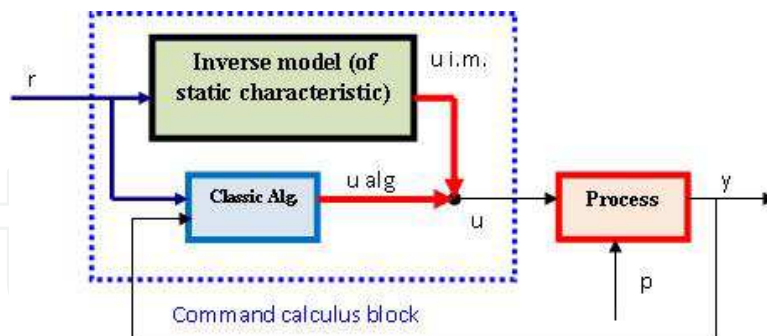 Inverse model (of
static characteristic)
u i.m.
r
Classic Alg.
u alg
u
Process
y
p
Command calculus block